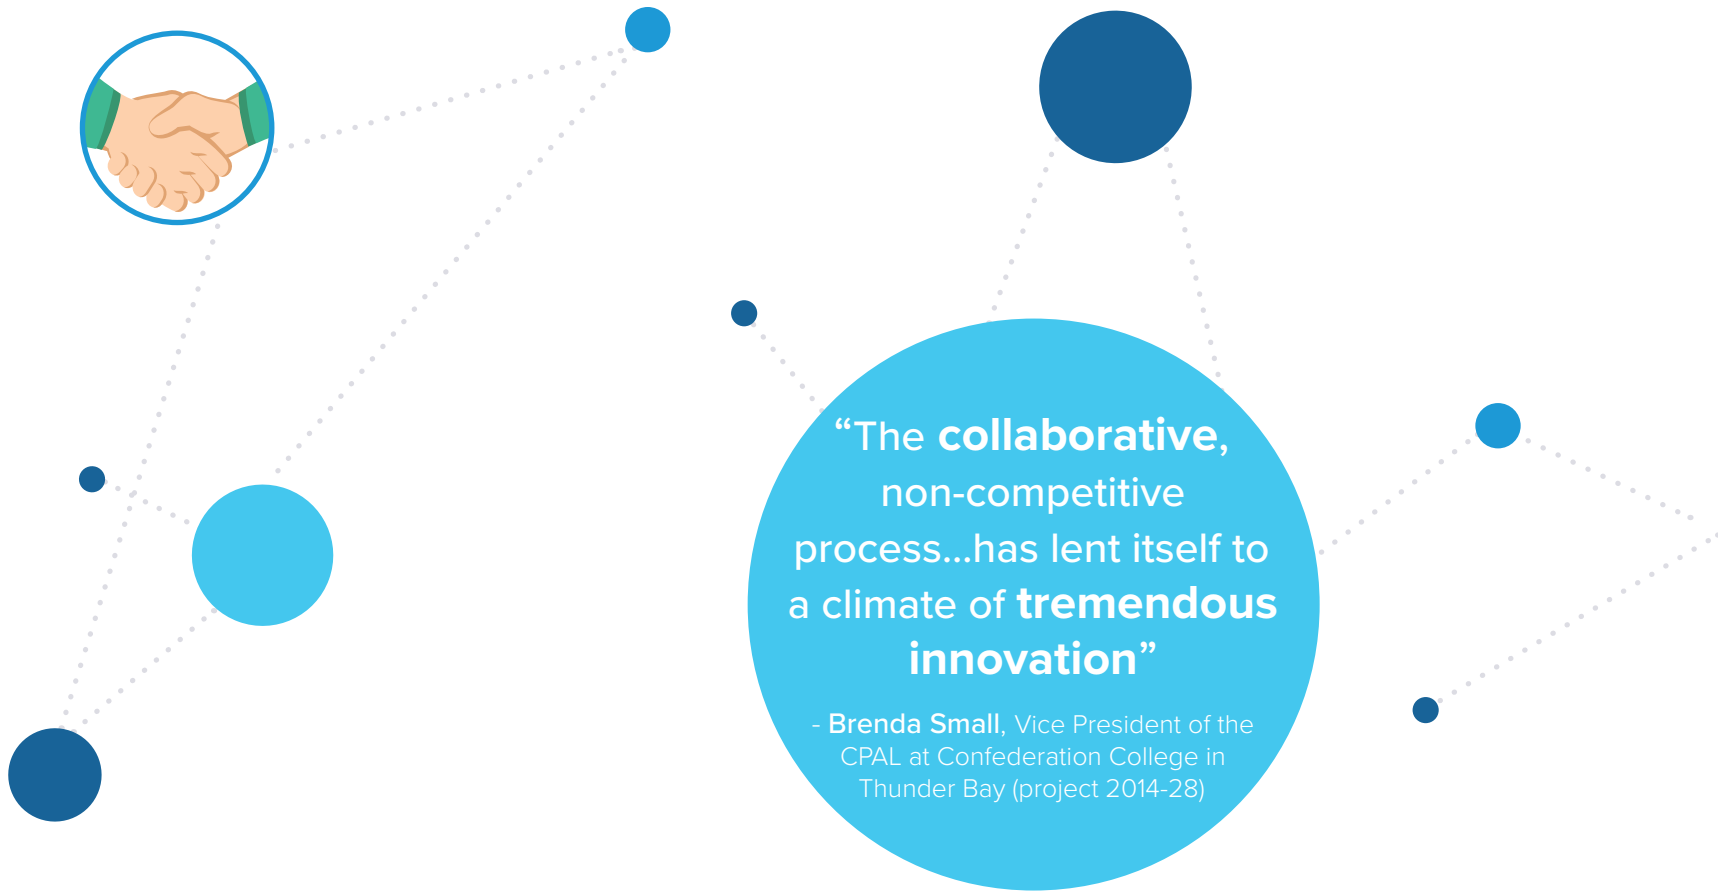 “The collaborative,
non-competitive
process...has lent itself to
a climate of tremendous
innovation”
- Brenda Small, Vice President of the
CPAL at Confederation College in
Thunder Bay (project 2014-28)